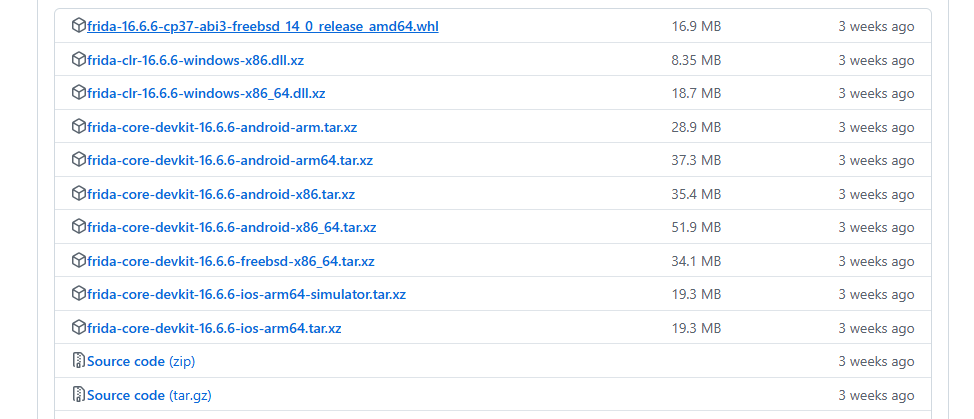 frida-16.6.6-cp37-abi3-freebsd_14_0_release_amd64.whl 16.9 MB 3 weeks ago
frida-clr-16.6.6-windows-x86.dll.xz 8.35 MB 3 weeks ago
frida-clr-16.6.6-windows-x86_64.dll.xz 18.7 MB 3 weeks ago
frida-core-devkit-16.6.6-android-arm.tar.xz 28.9 MB 3 weeks ago
frida-core-devkit-16.6.6-android-arm64.tar.xz 37.3 MB 3 weeks ago
frida-core-devkit-16.6.6-android-x86.tar.xz 35.4 MB 3 weeks ago
frida-core-devkit-16.6.6-android-x86_64.tar.xz 51.9 MB 3 weeks ago
frida-core-devkit-16.6.6-freebsd-x86_64.tar.xz 34.1 MB 3 weeks ago
frida-core-devkit-16.6.6-ios-arm64-simulator.tar.xz 19.3 MB 3 weeks ago
frida-core-devkit-16.6.6-ios-arm64.tar.xz 19.3 MB 3 weeks ago
Source code (zip) 3 weeks ago
Source code (tar.gz) 3 weeks ago